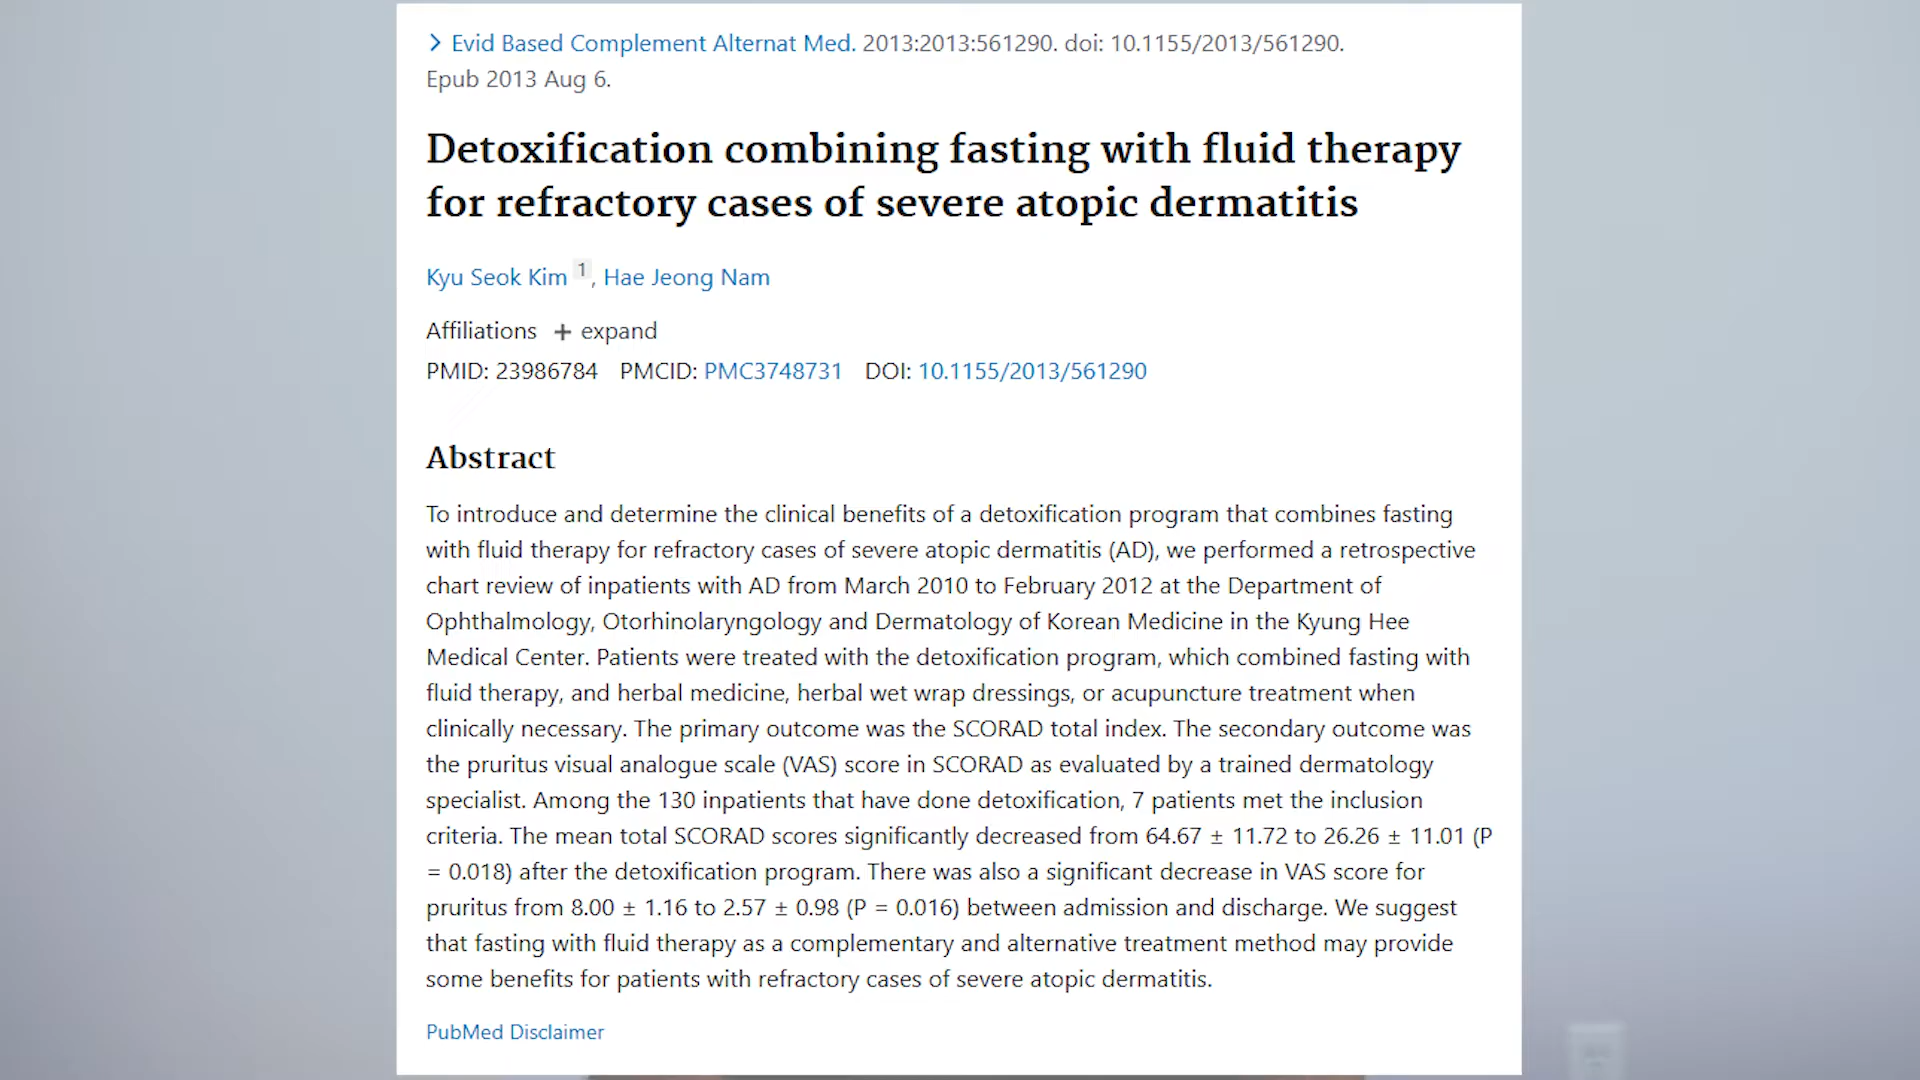 > Evid Based Complement Alternat Med. 2013:2013:561290. doi: 10.1155/2013/561290.
Epub 2013 Aug 6.
Detoxification combining fasting with fluid therapy
for refractory cases of severe atopic dermatitis
Kyu Seok Kim 1, Hae Jeong Nam
Affiliations + expand
PMID: 23986784 PMCID: PMC3748731 DOI: 10.1155/2013/561290
Abstract
To introduce and determine the clinical benefits of a detoxification program that combines fasting
with fluid therapy for refractory cases of severe atopic dermatitis (AD), we performed a retrospective
chart review of inpatients with AD from March 2010 to February 2012 at the Department of
Ophthalmology, Otorhinolaryngology and Dermatology of Korean Medicine in the Kyung Hee
Medical Center. Patients were treated with the detoxification program, which combined fasting with
fluid therapy, and herbal medicine, herbal wet wrap dressings, or acupuncture treatment when
clinically necessary. The primary outcome was the SCORAD total index. The secondary outcome was
the pruritus visual analogue scale (VAS) score in SCORAD as evaluated by a trained dermatology
specialist. Among the 130 inpatients that have done detoxification, 7 patients met the inclusion
criteria. The mean total SCORAD scores significantly decreased from 64.67 ± 11.72 to 26.26 ± 11.01 (P
= 0.018) after the detoxification program. There was also a significant decrease in VAS score for
pruritus from 8.00 ± 1.16 to 2.57 ± 0.98 (P = 0.016) between admission and discharge. We suggest
that fasting with fluid therapy as a complementary and alternative treatment method may provide
some benefits for patients with refractory cases of severe atopic dermatitis.
PubMed Disclaimer